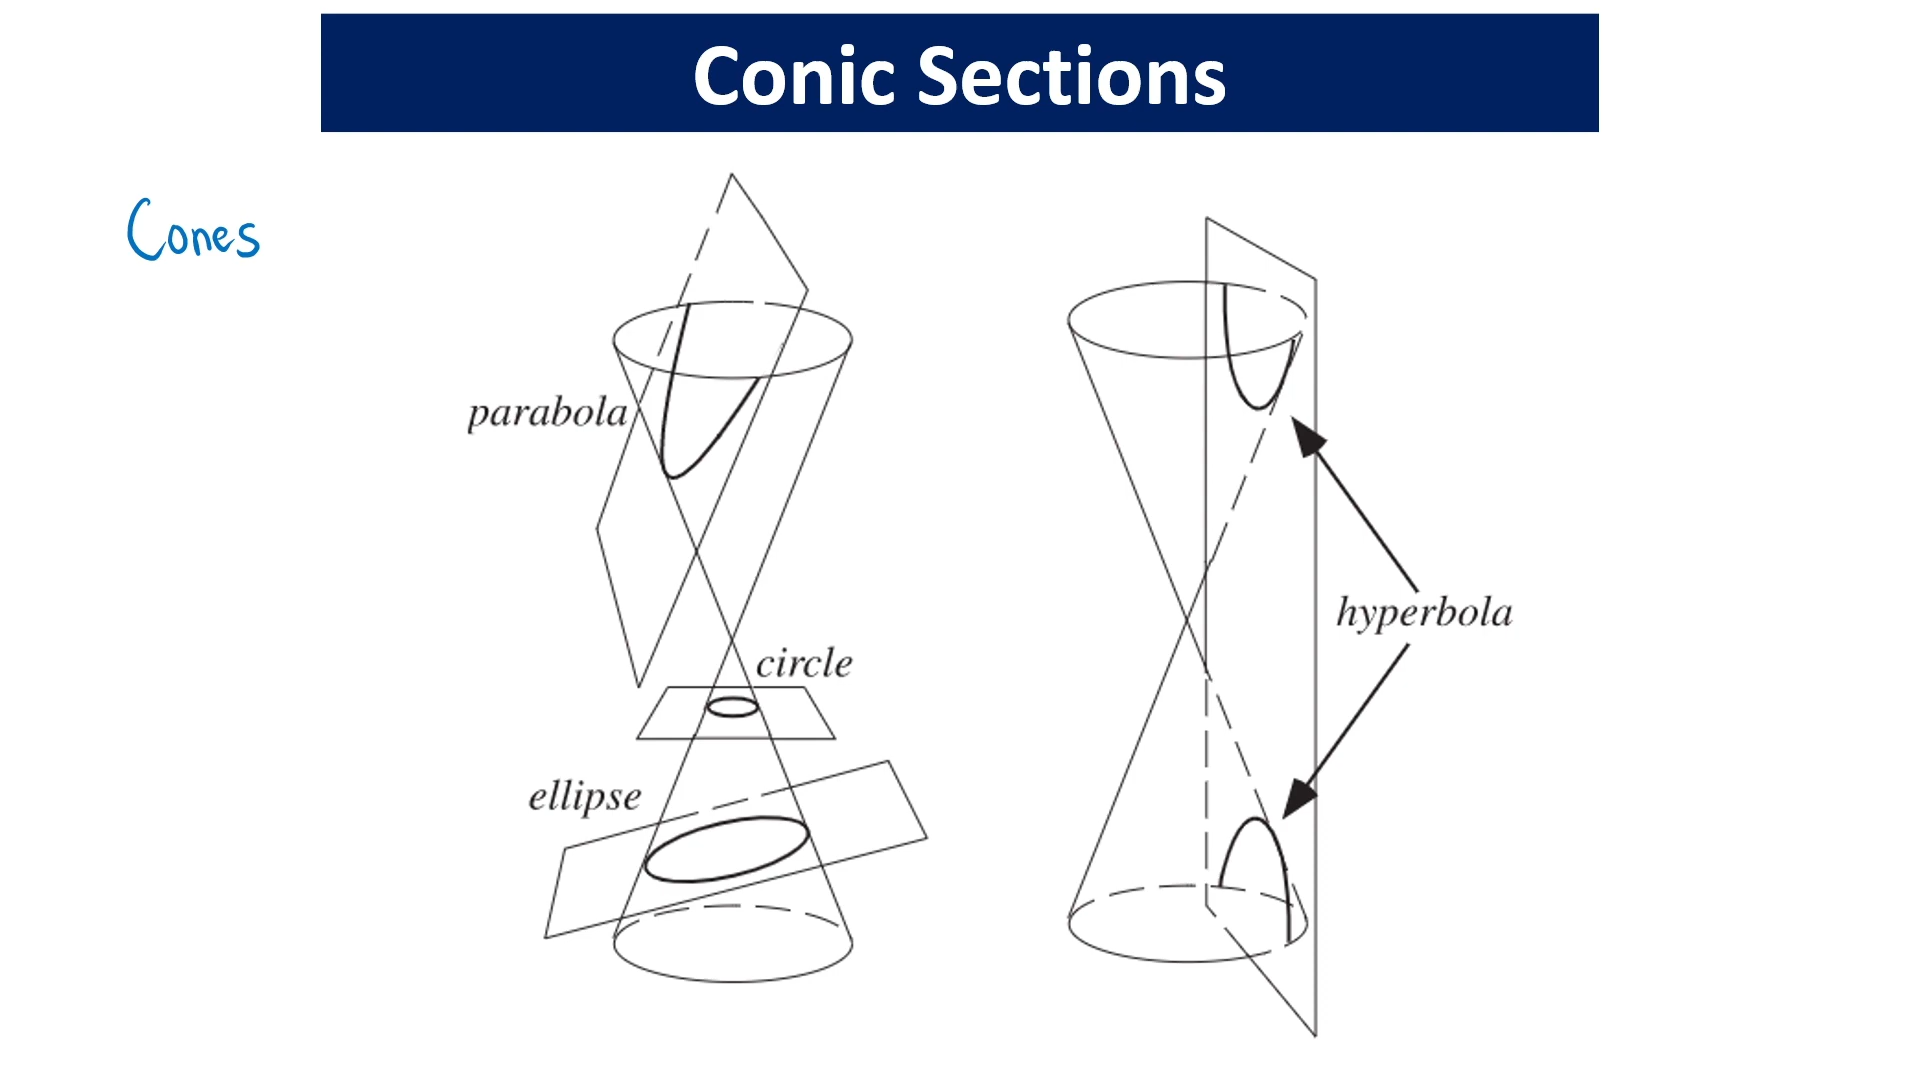 Conic Sections
Cones
parabola
circle
hyperbola
ellipse